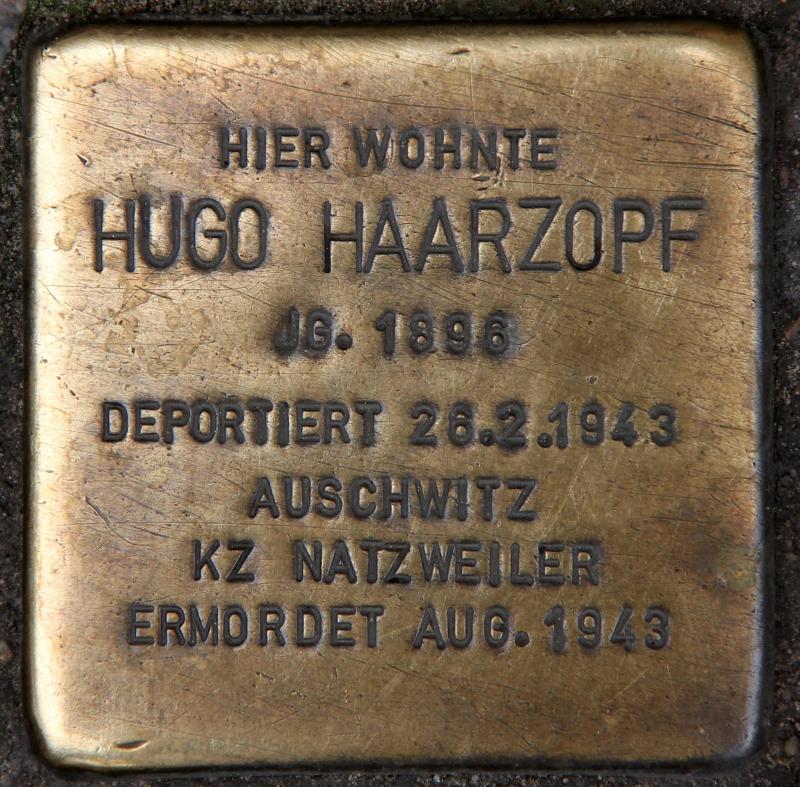 HIER WOHNTE
HUGO HAARZOPF
JG. 1896
DEPORTIERT 26.2.1943
AUSCHWITZ
KZ NATZWEILER
ERMORDET AUG. 1943